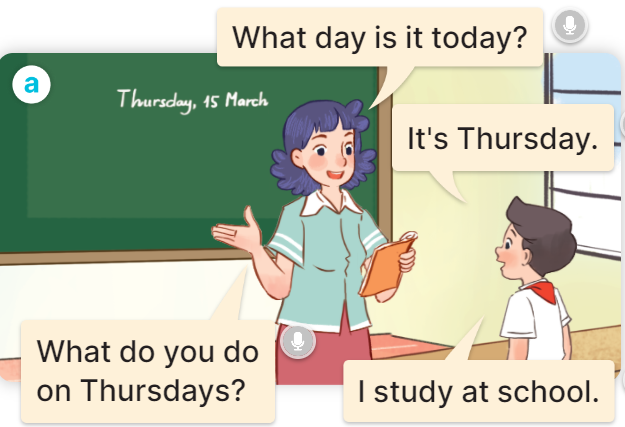 What day is it today?
a
Thursday, 15 March
It's Thursday.
What do you do
on Thursdays?
I study at school.